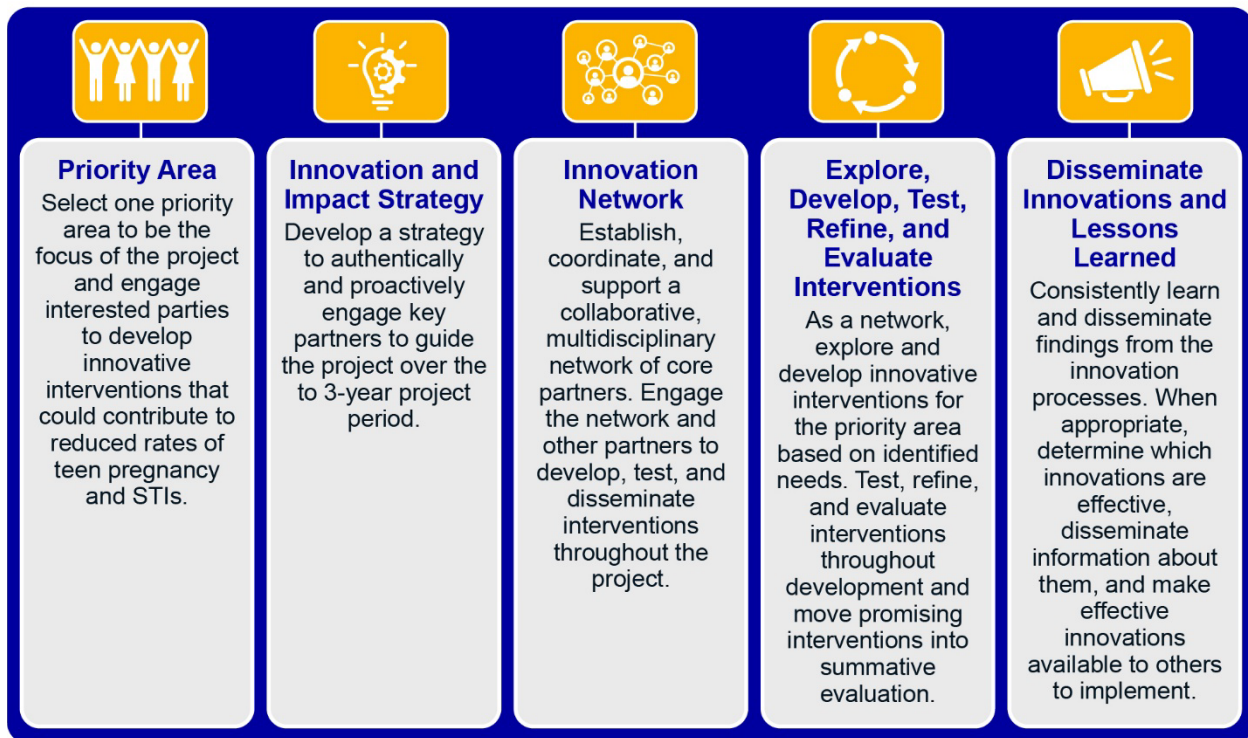 Priority Area
Select one priority
area to be the
focus of the project
and engage
interested parties
to develop
innovative
interventions that
could contribute to
reduced rates of
teen pregnancy
and STIs.
Innovation and
Impact Strategy
Develop a strategy
to authentically
and proactively
engage key
partners to guide
the project over the
to 3-year project
period.
Innovation
Network
Establish,
coordinate, and
support a
collaborative,
multidisciplinary
network of core
partners. Engage
the network and
other partners to
develop, test, and
disseminate
interventions
throughout the
project.
Explore,
Develop, Test,
Refine, and
Evaluate
Interventions
As a network,
explore and
develop innovative
interventions for
the priority area
based on identified
needs. Test, refine,
and evaluate
interventions
throughout
development and
move promising
interventions into
summative
evaluation.
Disseminate
Innovations and
Lessons
Learned
Consistently learn
and disseminate
findings from the
innovation
processes. When
appropriate,
determine which
innovations are
effective,
disseminate
information about
them, and make
effective
innovations
available to others
to implement.